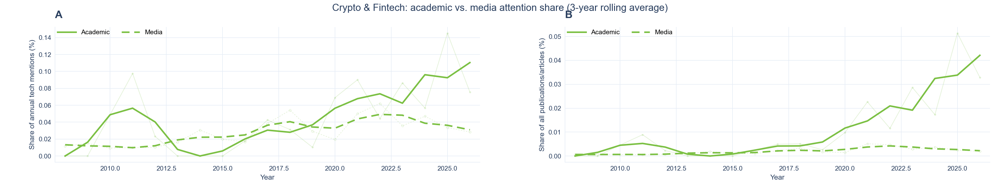 Crypto & Fintech: academic vs. media attention share (3-year rolling average)
A
Academic
Media
Share of annual tech mentions (%)
0.14
0.12
0.10
0.08
0.06
0.04
0.02
0.00
2010.0
2012.5
2015.0
2017.5
2020.0
2022.5
2025.0
Year
B
Academic
Media
Share of all publications/articles (%)
0.05
0.04
0.03
0.02
0.01
0.00
2010.0
2012.5
2015.0
2017.5
2020.0
2022.5
2025.0
Year